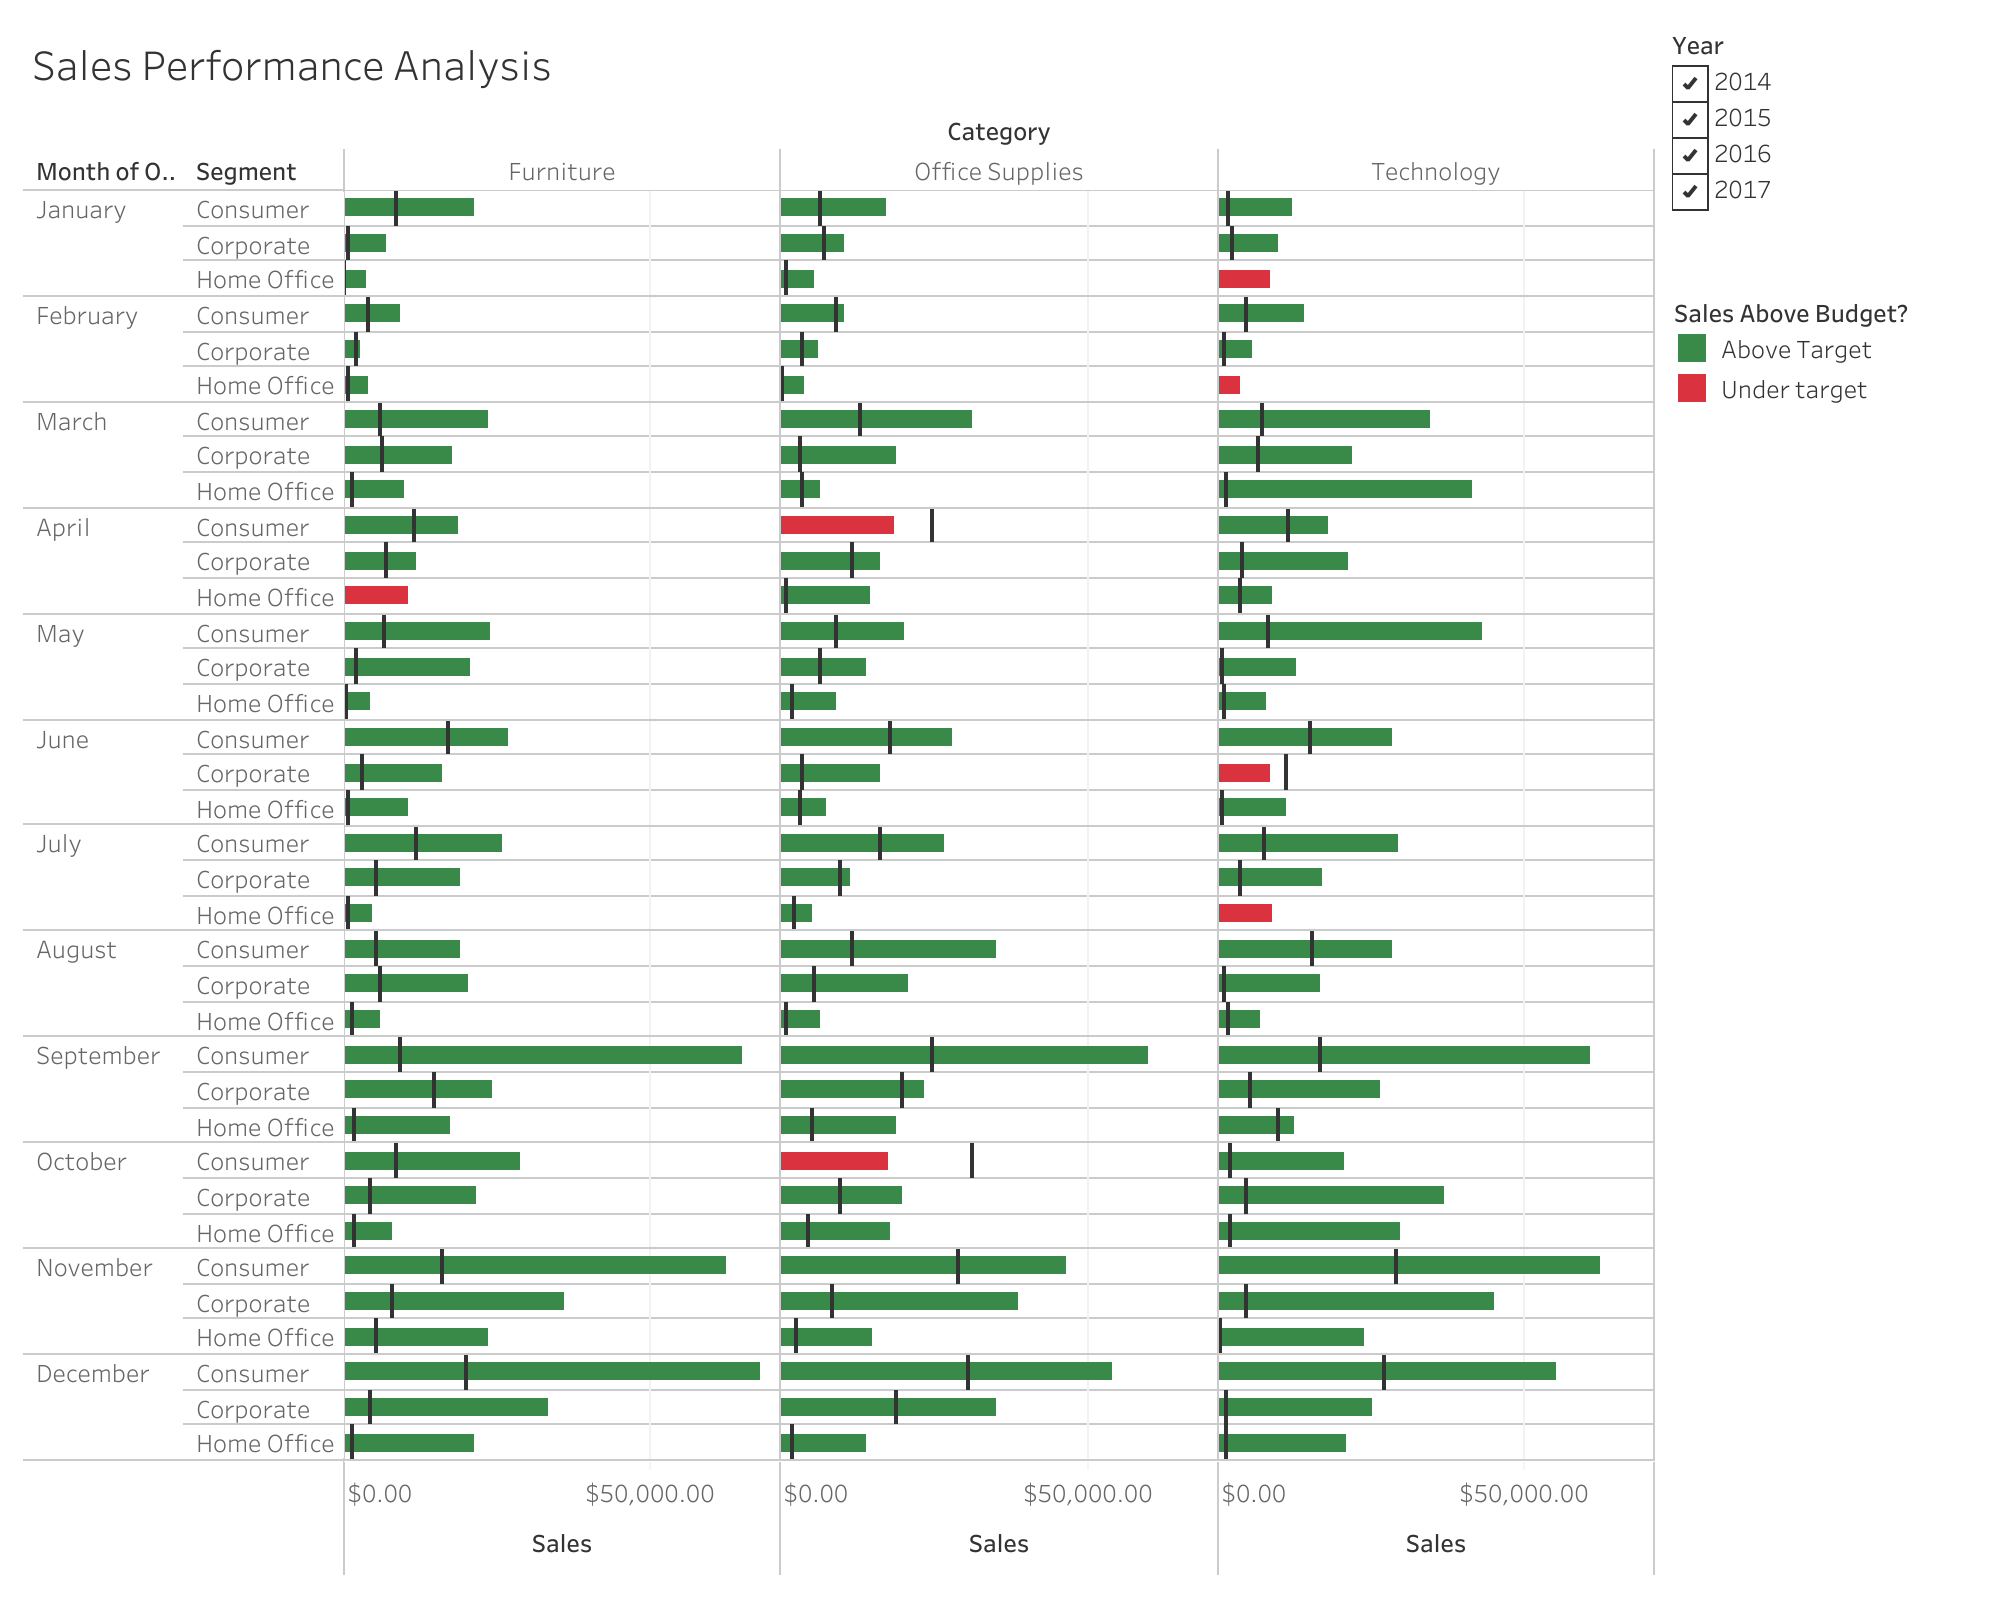 Sales Performance Analysis
Category
Month of O.. Segment Furniture Office Supplies Technology
January Consumer
Corporate
Home Office
February Consumer
Corporate
Home Office
March Consumer
Corporate
Home Office
April Consumer
Corporate
Home Office
May Consumer
Corporate
Home Office
June Consumer
Corporate
Home Office
July Consumer
Corporate
Home Office
August Consumer
Corporate
Home Office
September Consumer
Corporate
Home Office
October Consumer
Corporate
Home Office
November Consumer
Corporate
Home Office
December Consumer
Corporate
Home Office
$0.00 $50,000.00 $0.00 $50,000.00 $0.00 $50,000.00
Sales Sales Sales
Year
2014
2015
2016
2017
Sales Above Budget?
Above Target
Under target